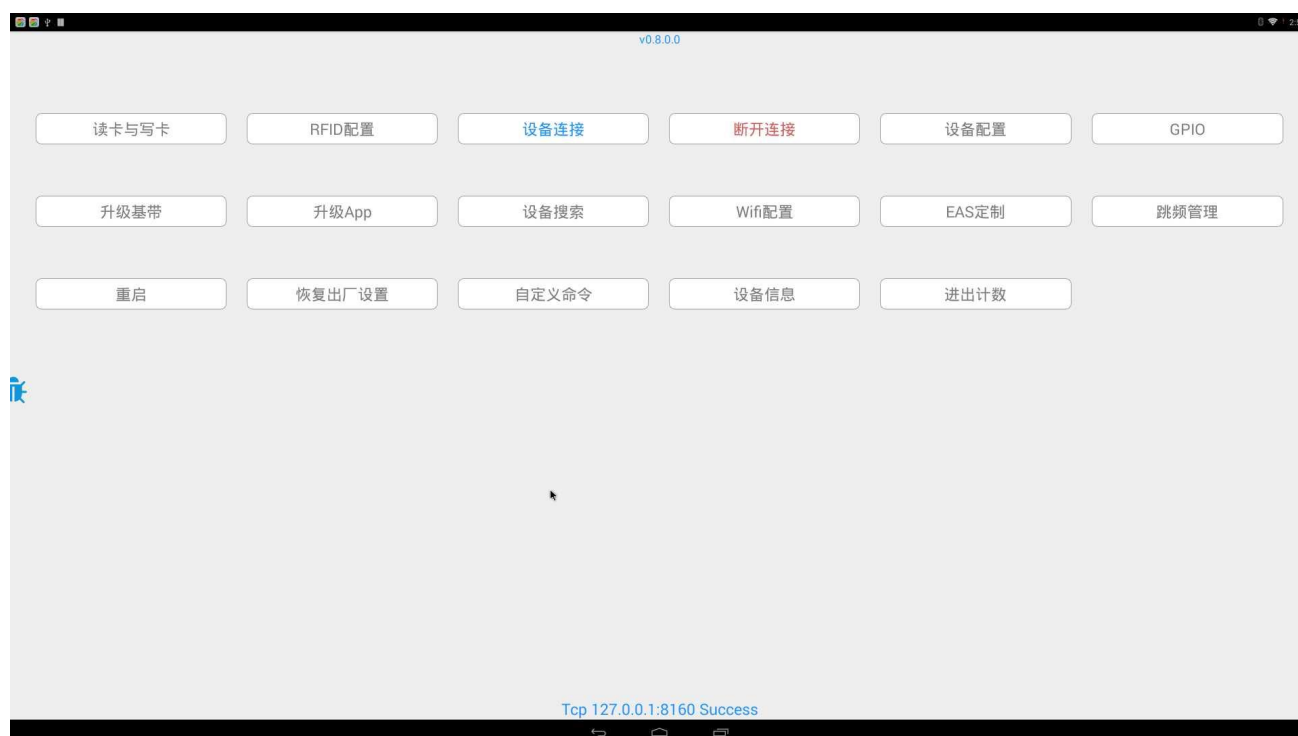 v0.8.0.0
读卡与写卡 RFID配置 设备连接 断开连接 设备配置 GPIO
升级基带 升级App 设备搜索 Wifi配置 EAS定制 跳频管理
重启 恢复出厂设置 自定义命令 设备信息 进出计数
Tcp 127.0.0.1:8160 Success